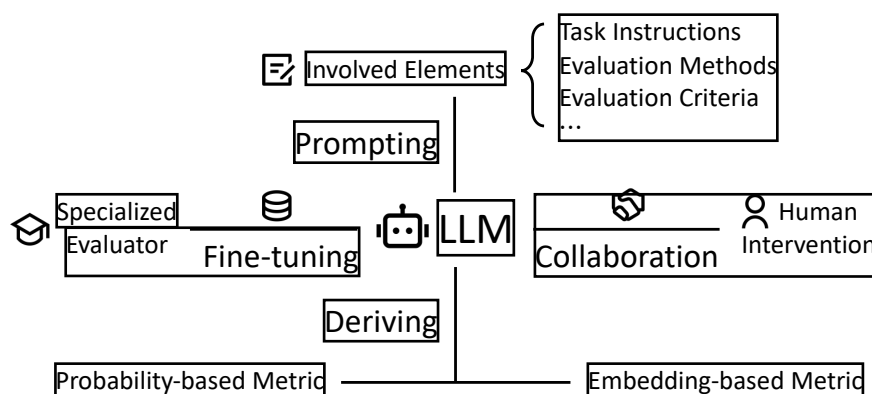 Task Instructions
Involved Elements
Evaluation Methods
Evaluation Criteria
...
Prompting
Specialized
Evaluator
Fine-tuning
LLM
Collaboration
Human
Intervention
Deriving
Probability-based Metric
Embedding-based Metric